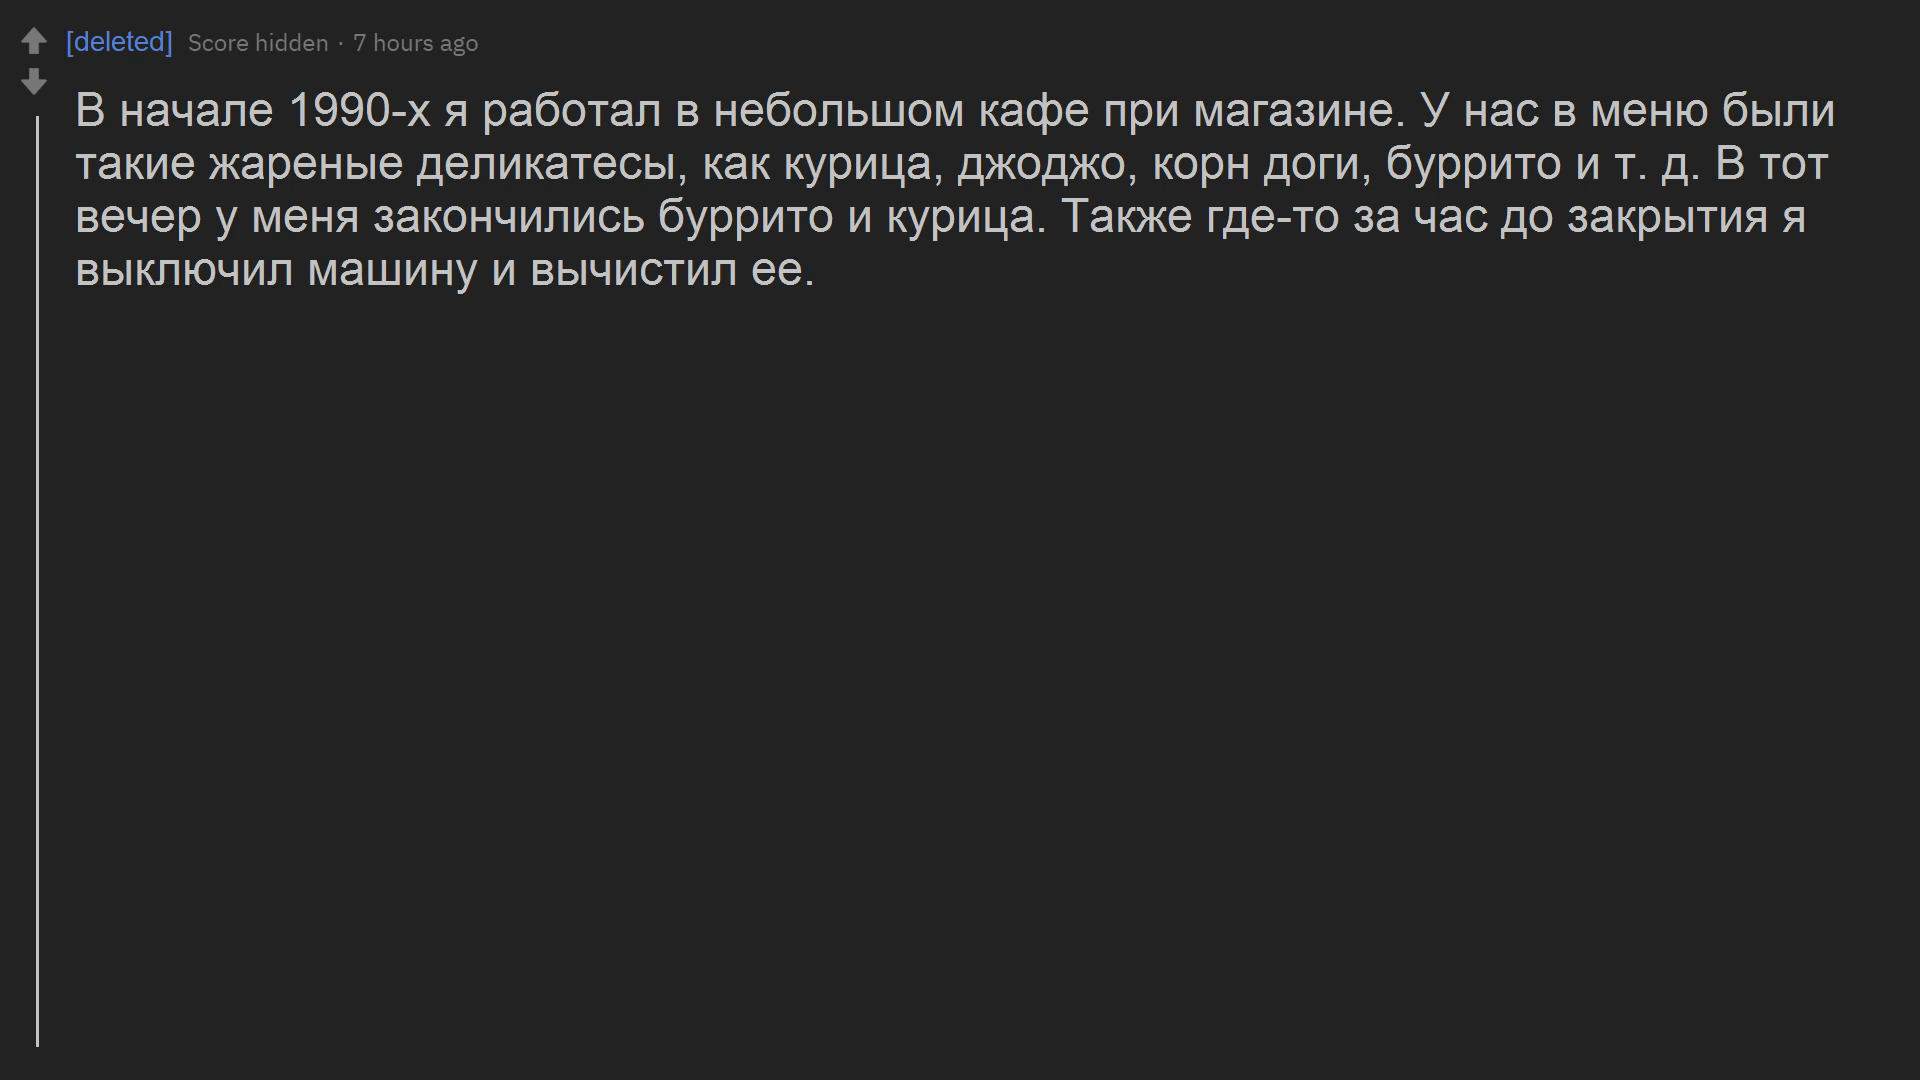 [deleted] Score hidden · 7 hours ago
В начале 1990-х я работал в небольшом кафе при магазине. У нас в меню были
такие жареные деликатесы, как курица, джоджо, корн доги, буррито и т. д. В тот
вечер у меня закончились буррито и курица. Также где-то за час до закрытия я
выключил машину и вычистил ее.